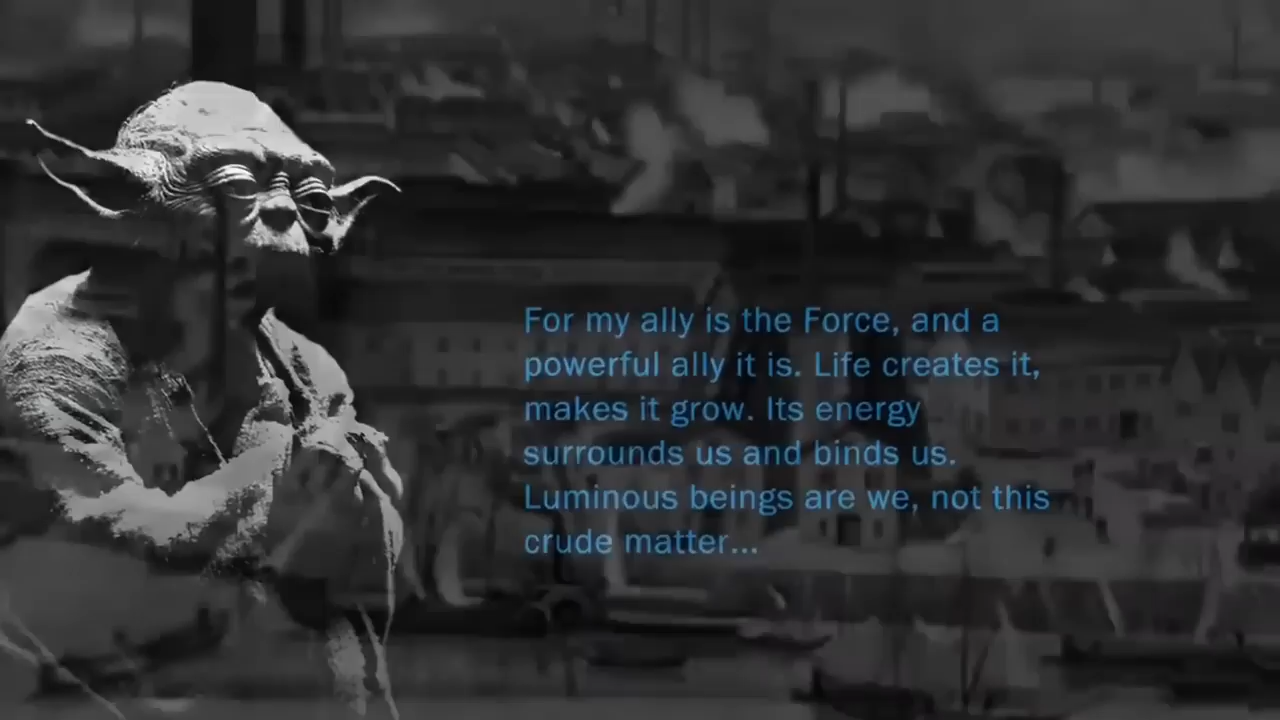 For my ally is the Force, and a
powerful ally it is. Life creates it,
makes it grow. Its energy
surrounds us and binds us.
Luminous beings are we, not this
crude matter...